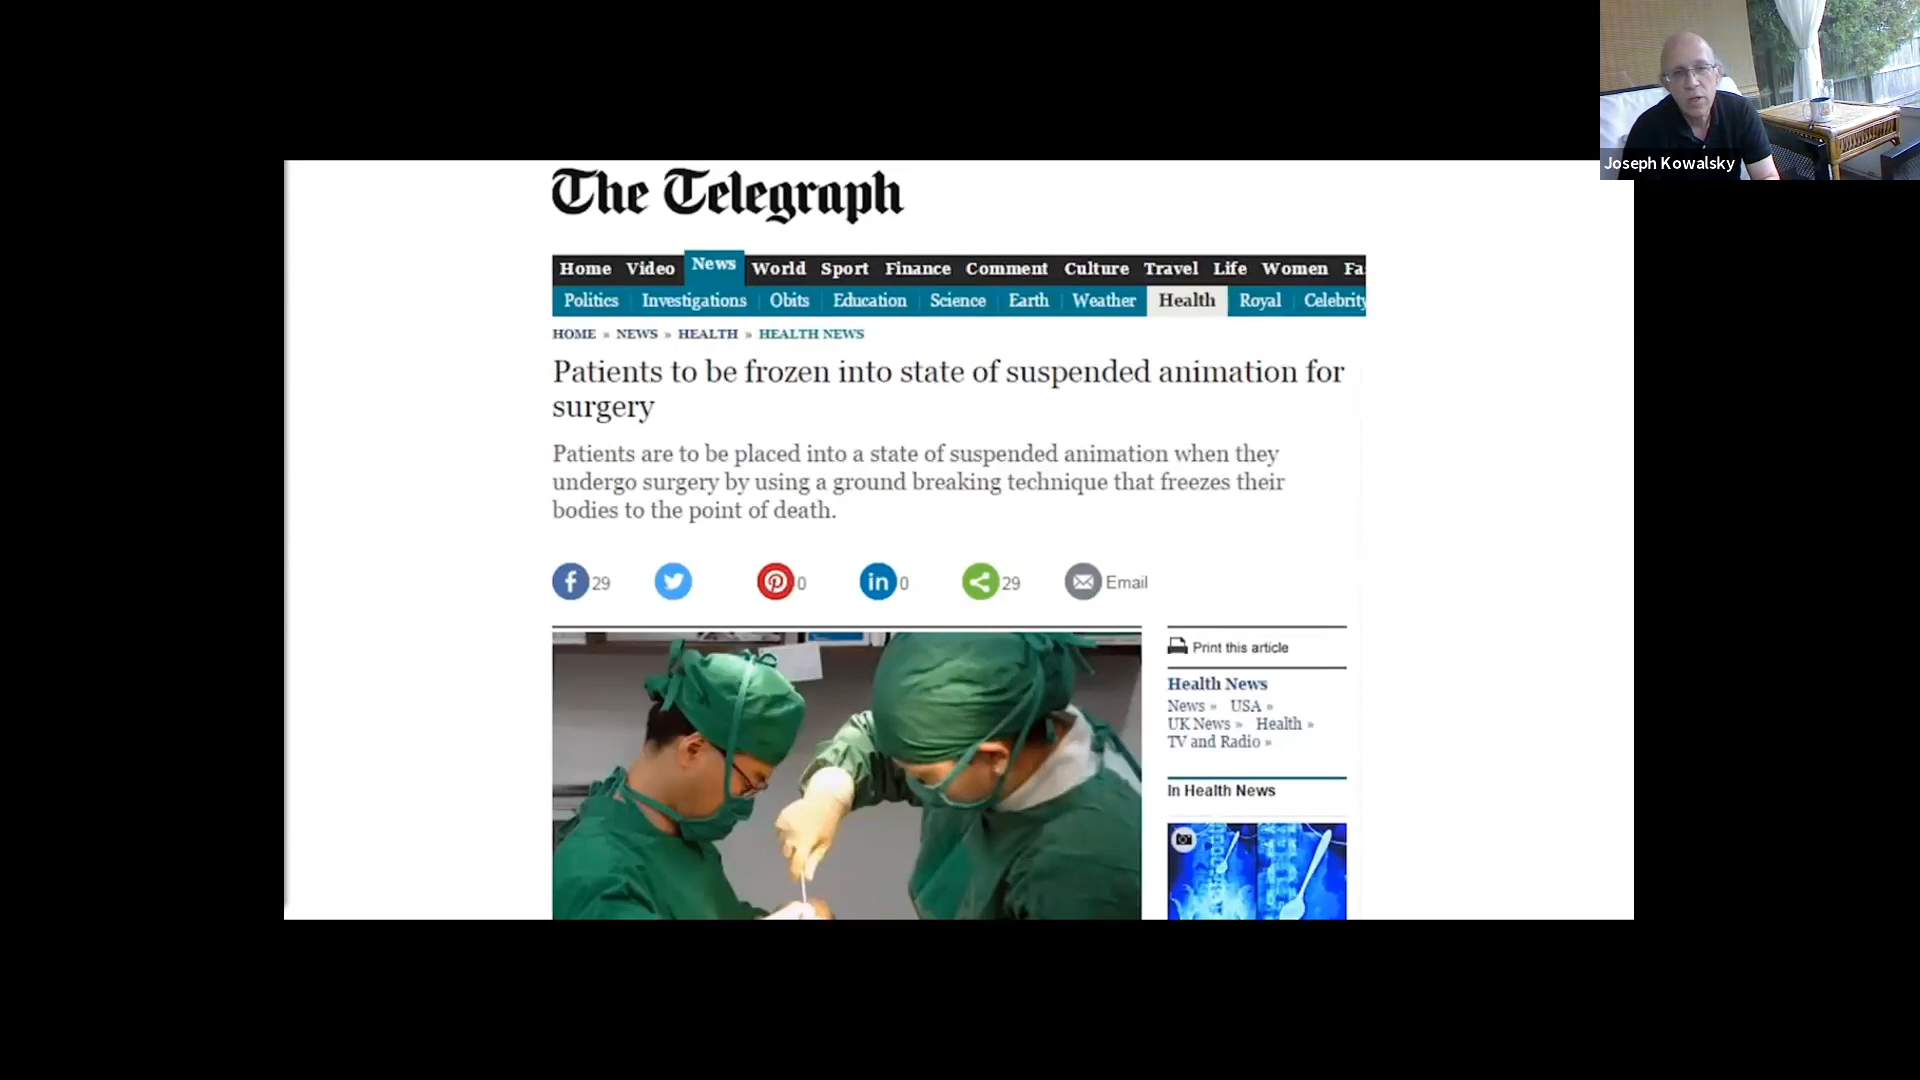 Joseph Kowalsky
The Telegraph
Home Video News World Sport Finance Comment Culture Travel Life Women Fa
Politics Investigations Obits Education Science Earth Weather Health Royal Celebrity
HOME » NEWS » HEALTH » HEALTH NEWS
Patients to be frozen into state of suspended animation for
surgery
Patients are to be placed into a state of suspended animation when they
undergo surgery by using a ground breaking technique that freezes their
bodies to the point of death.
29 0 0 29 Email
Print this article
Health News
News » USA »
UK News » Health »
TV and Radio »
In Health News